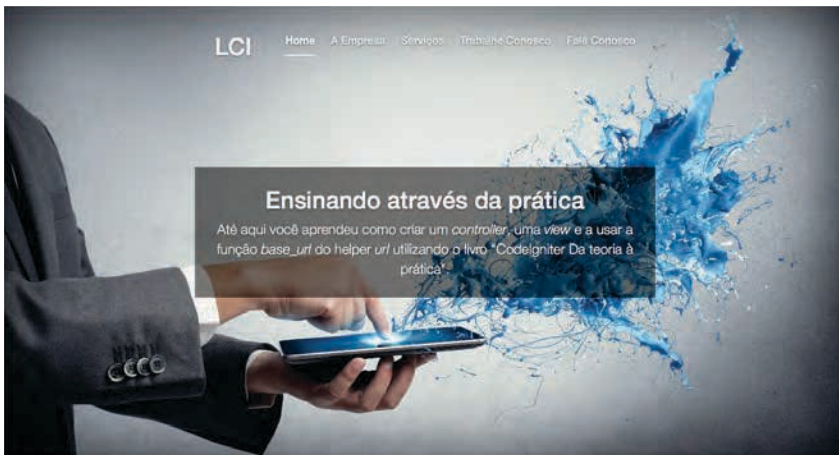 LCI Home A Empresa Serviços Trabalhe Conosco Fale Conosco
Ensinando através da prática
Até aqui você aprendeu como criar um controller, uma view e a usar a
função base_url do helper url utilizando o livro "CodeIgniter Da teoria à
prática".